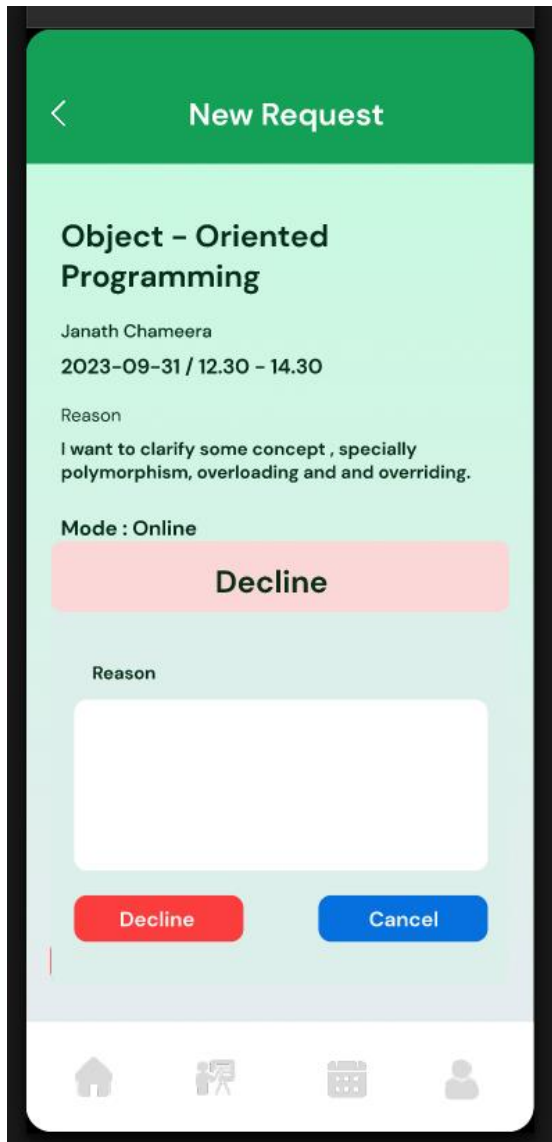 New Request
Object - Oriented
Programming
Janath Chameera
2023-09-31 / 12.30 - 14.30
Reason
I want to clarify some concept , specially
polymorphism, overloading and and overriding.
Mode : Online
Decline
Reason
Decline
Cancel